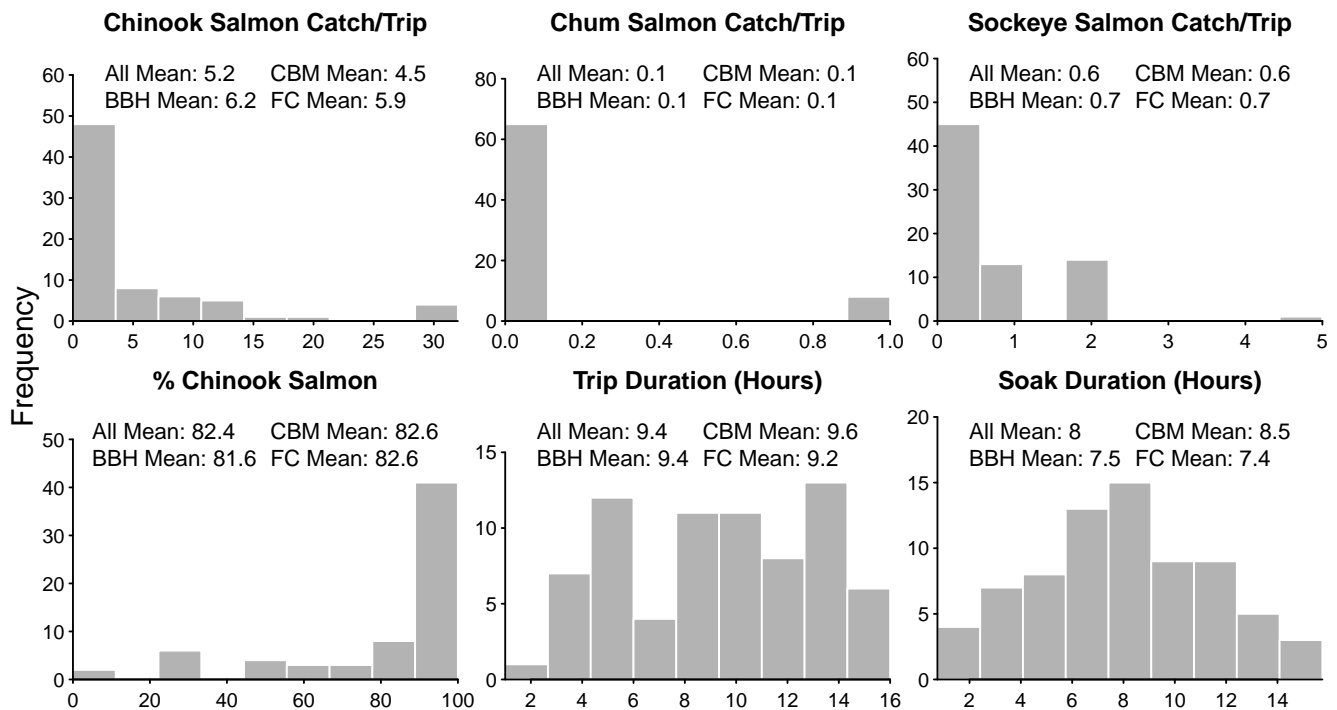 Chinook Salmon Catch/Trip
All Mean: 5.2 CBM Mean: 4.5
BBH Mean: 6.2 FC Mean: 5.9
60
50
40
30
20
10
0
0 5 10 15 20 25 30
Chum Salmon Catch/Trip
All Mean: 0.1 CBM Mean: 0.1
BBH Mean: 0.1 FC Mean: 0.1
80
60
40
20
0
0.0 0.2 0.4 0.6 0.8 1.0
Sockeye Salmon Catch/Trip
All Mean: 0.6 CBM Mean: 0.6
BBH Mean: 0.7 FC Mean: 0.7
60
50
40
30
20
10
0
0 1 2 3 4 5
Frequency
% Chinook Salmon
All Mean: 82.4 CBM Mean: 82.6
BBH Mean: 81.6 FC Mean: 82.6
50
40
30
20
10
0
0 20 40 60 80 100
Trip Duration (Hours)
All Mean: 9.4 CBM Mean: 9.6
BBH Mean: 9.4 FC Mean: 9.2
15
10
5
0
2 4 6 8 10 12 14 16
Soak Duration (Hours)
All Mean: 8 CBM Mean: 8.5
BBH Mean: 7.5 FC Mean: 7.4
20
15
10
5
0
2 4 6 8 10 12 14